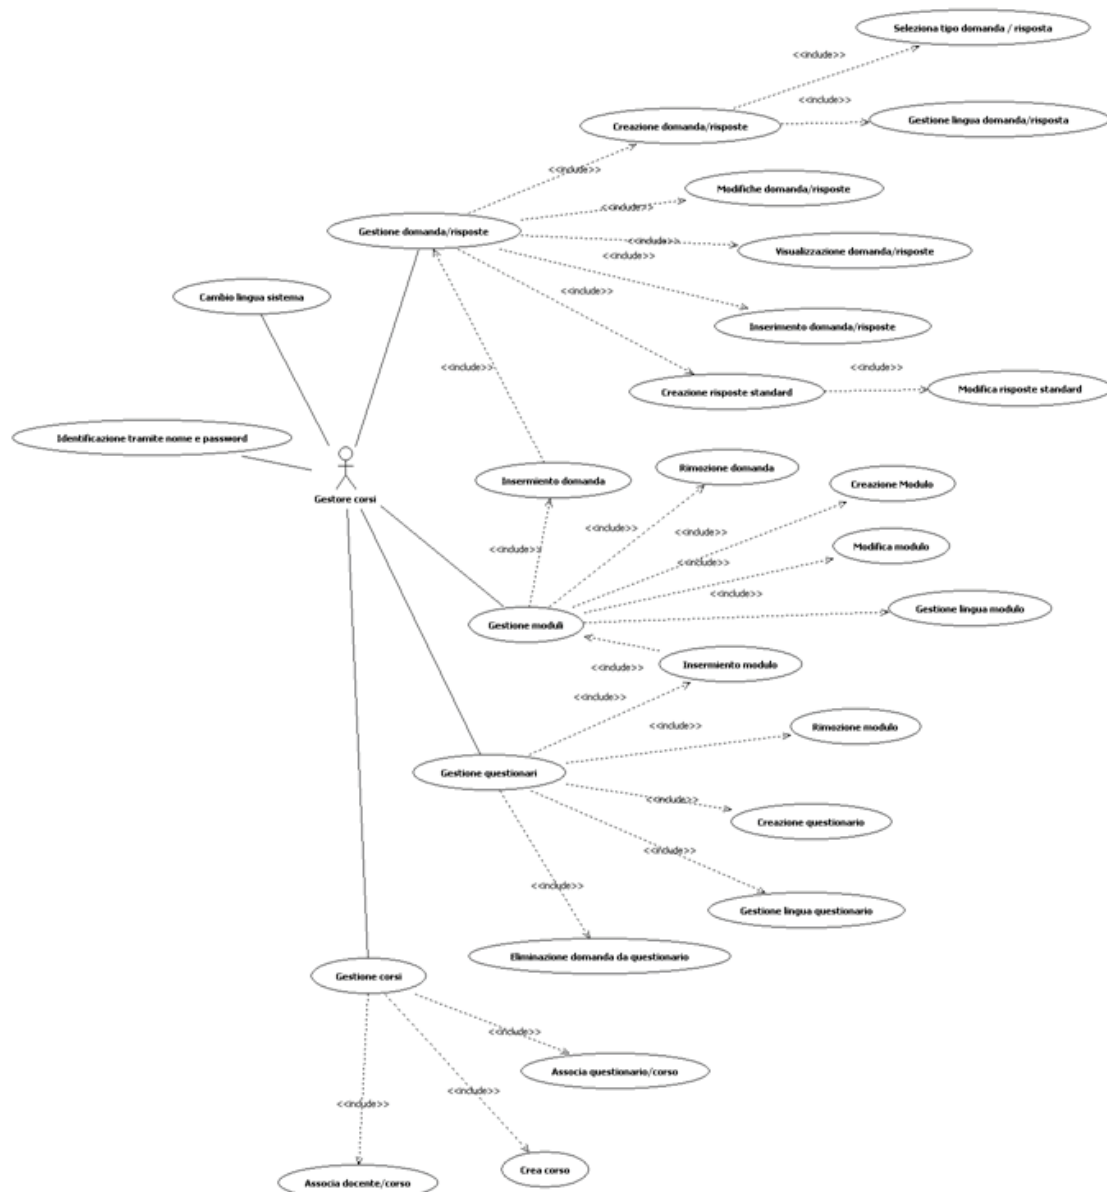 Seleziona tipo domanda / risposta
<<include>>
<<include>>
Gestione lingua domanda/risposta
Creazione domanda/risposte
<<include>>
Modifiche domanda/risposte
<<include>>
Gestione domanda/risposte
<<include>>
Visualizzazione domanda/risposte
<<include>>
<<include>>
Cambio lingua sistema
Inserimento domanda/risposte
<<include>>
<<include>>
Creazione risposte standard
Modifica risposte standard
Identificazione tramite nome e password
Rimozione domanda
Insermiento domanda
Creazione Modulo
Gestore corsi
<<include>>
<<include>>
<<include>>
Modifica modulo
<<include>>
<<include>>
Gestione lingua modulo
Gestione moduli
Insermiento modulo
<<include>>
<<include>>
Rimozione modulo
Gestione questionari
<<include>>
Creazione questionario
<<include>>
<<include>>
Gestione lingua questionario
Eliminazione domanda da questionario
Gestione corsi
<<include>>
Associa questionario/corso
<<include>>
<<include>>
Crea corso
Associa docente/corso